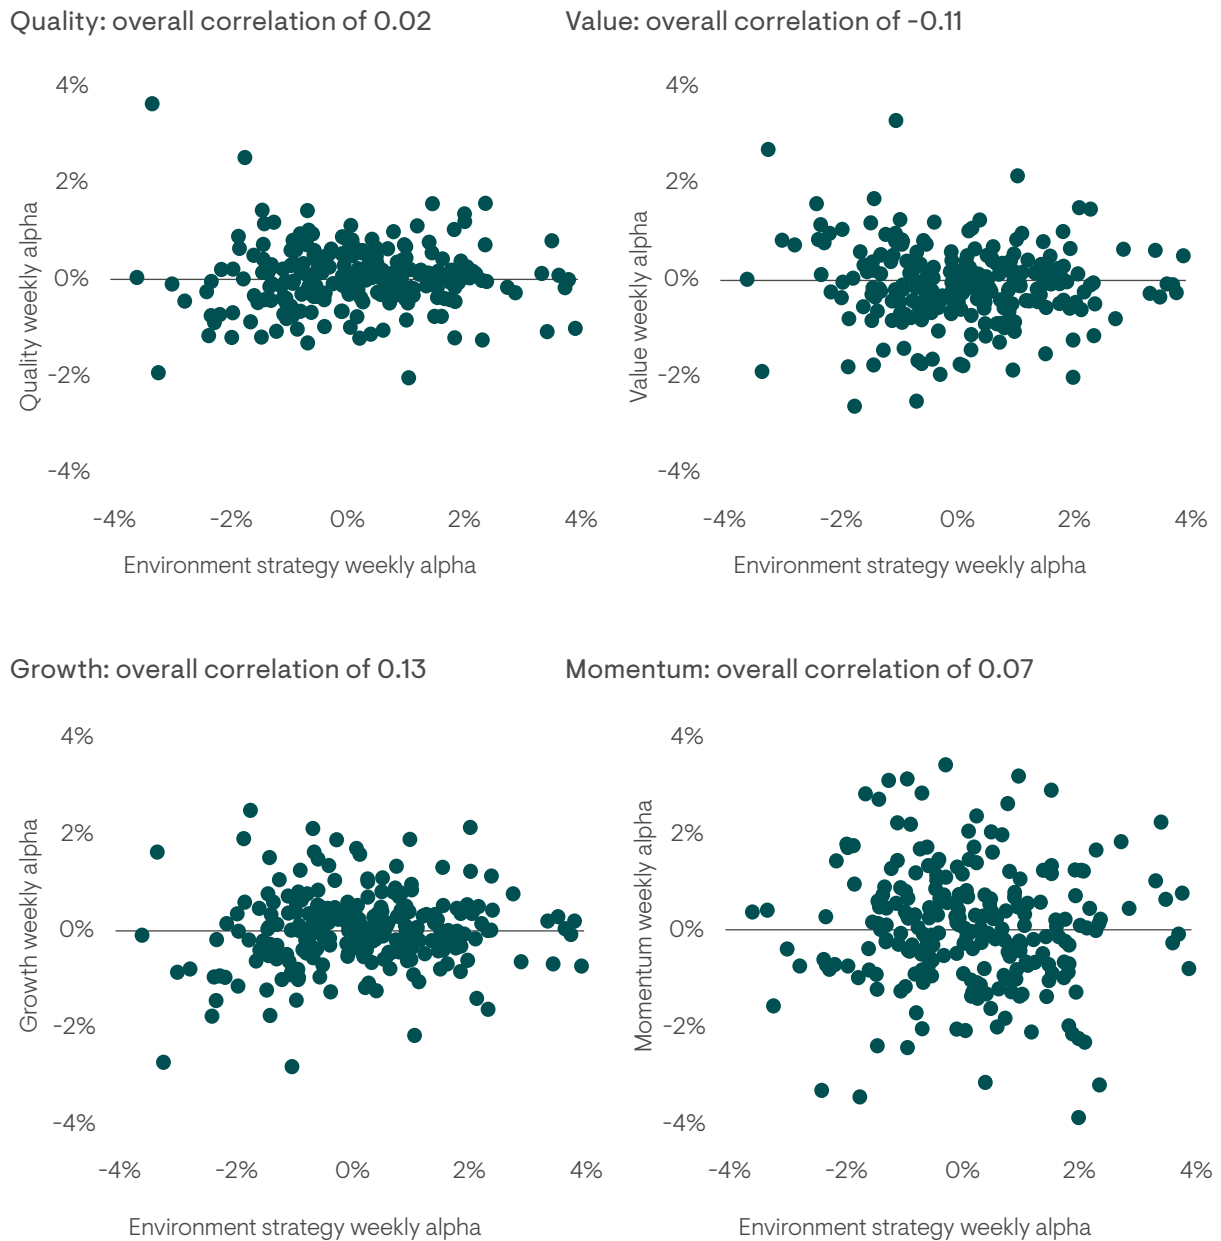 Quality: overall correlation of 0.02
4%
2%
0%
-2%
-4%
Quality weekly alpha
-4% -2% 0% 2% 4%
Environment strategy weekly alpha
Value: overall correlation of -0.11
4%
2%
0%
-2%
-4%
Value weekly alpha
-4% -2% 0% 2% 4%
Environment strategy weekly alpha
Growth: overall correlation of 0.13
4%
2%
0%
-2%
-4%
Growth weekly alpha
-4% -2% 0% 2% 4%
Environment strategy weekly alpha
Momentum: overall correlation of 0.07
4%
2%
0%
-2%
-4%
Momentum weekly alpha
-4% -2% 0% 2% 4%
Environment strategy weekly alpha